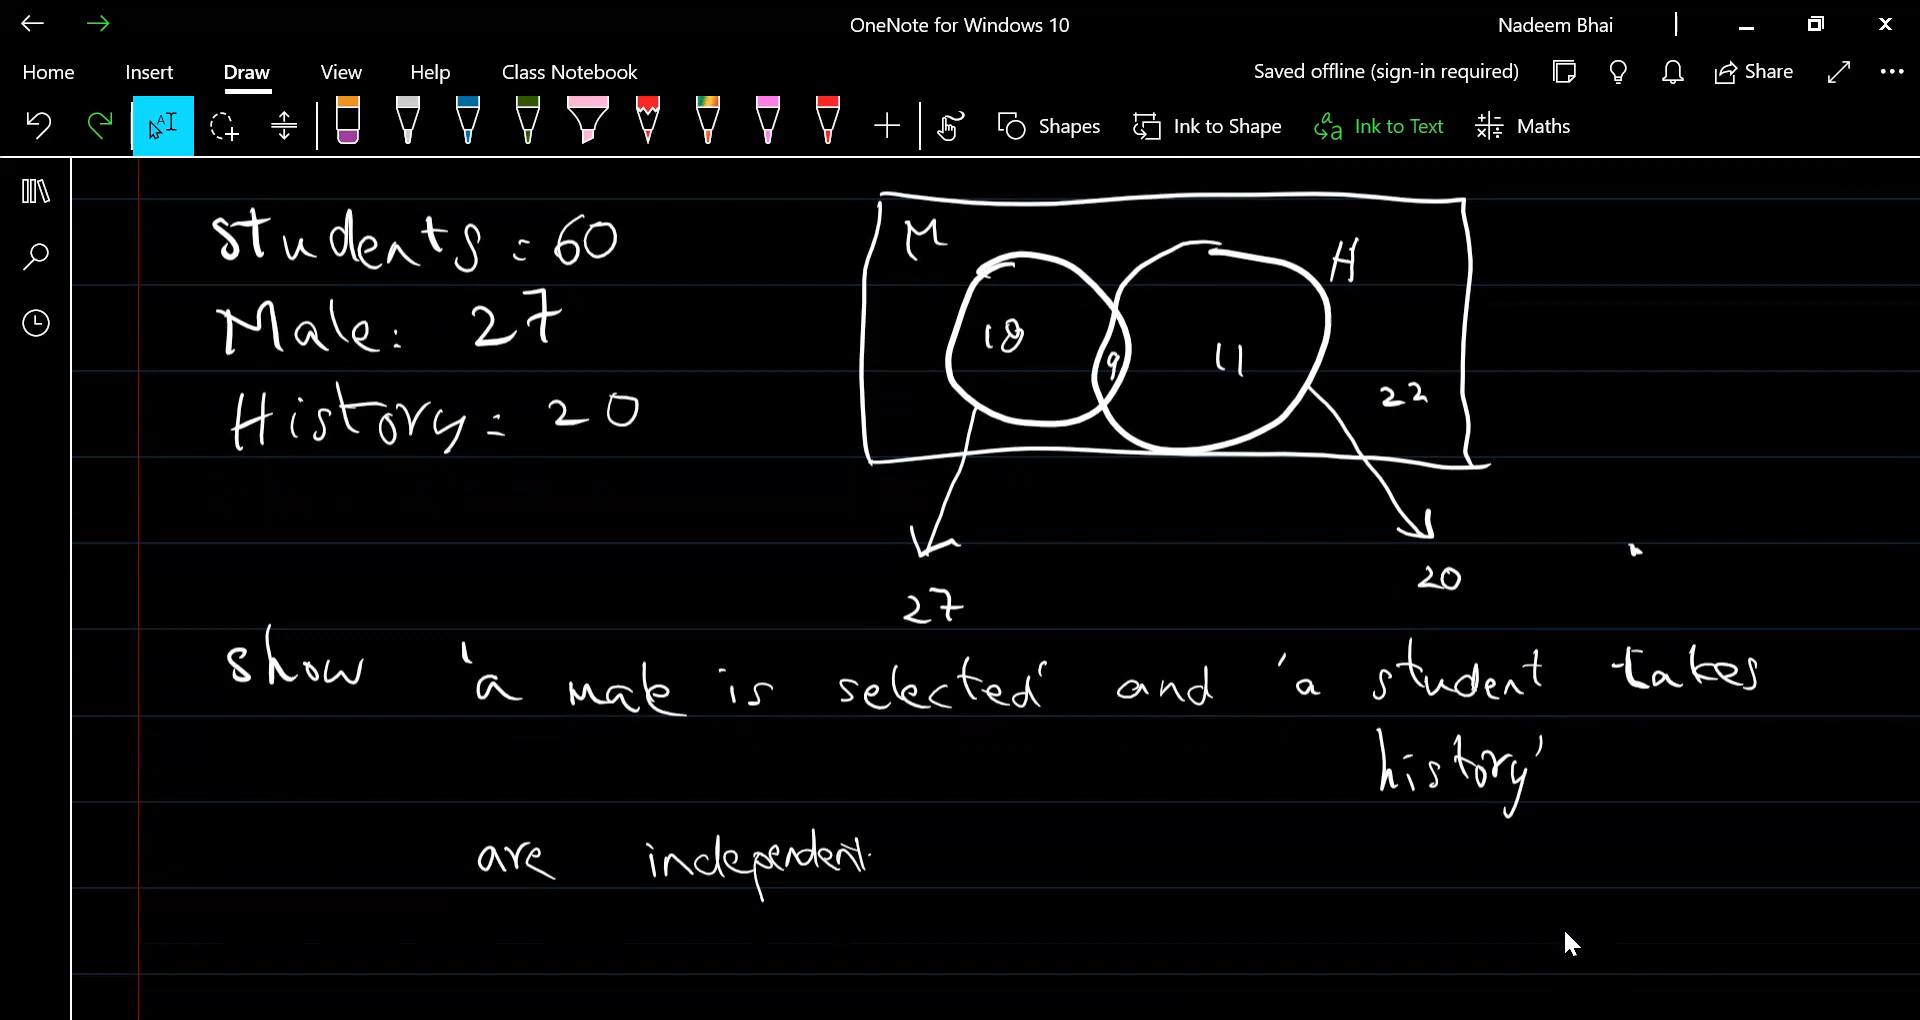 OneNote for Windows 10
Nadeem Bhai
Home Insert Draw View Help Class Notebook
Saved offline (sign-in required) Share
Shapes Ink to Shape Ink to Text Maths
students = 60
Male: 27
History = 20
M
H
18
9
11
22
27
20
show 'a male is selected' and 'a student takes
history'
are independent.